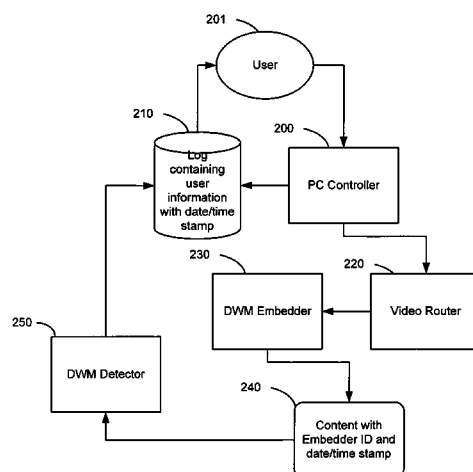 201
User
210
200
Log
containing
user
information
with date/time
stamp
PC Controller
230
220
DWM Embedder
Video Router
250
DWM Detector
240
Content with
Embedder ID and
date/time stamp